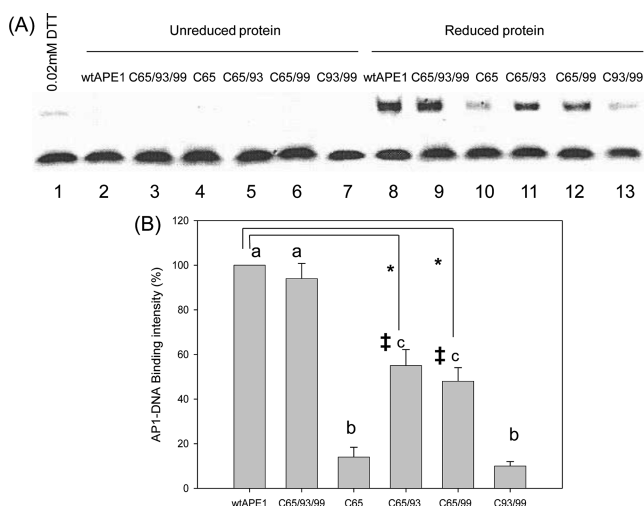 (A)
0.02mM DTT
Unreduced protein
Reduced protein
wtAPE1 C65/93/99 C65 C65/93 C65/99 C93/99 wtAPE1 C65/93/99 C65 C65/93 C65/99 C93/99
1 2 3 4 5 6 7 8 9 10 11 12 13
(B)
AP1-DNA Binding intensity (%)
120
100
80
60
40
20
0
a a
* *
‡ c ‡ c
b b
wtAPE1 C65/93/99 C65 C65/93 C65/99 C93/99